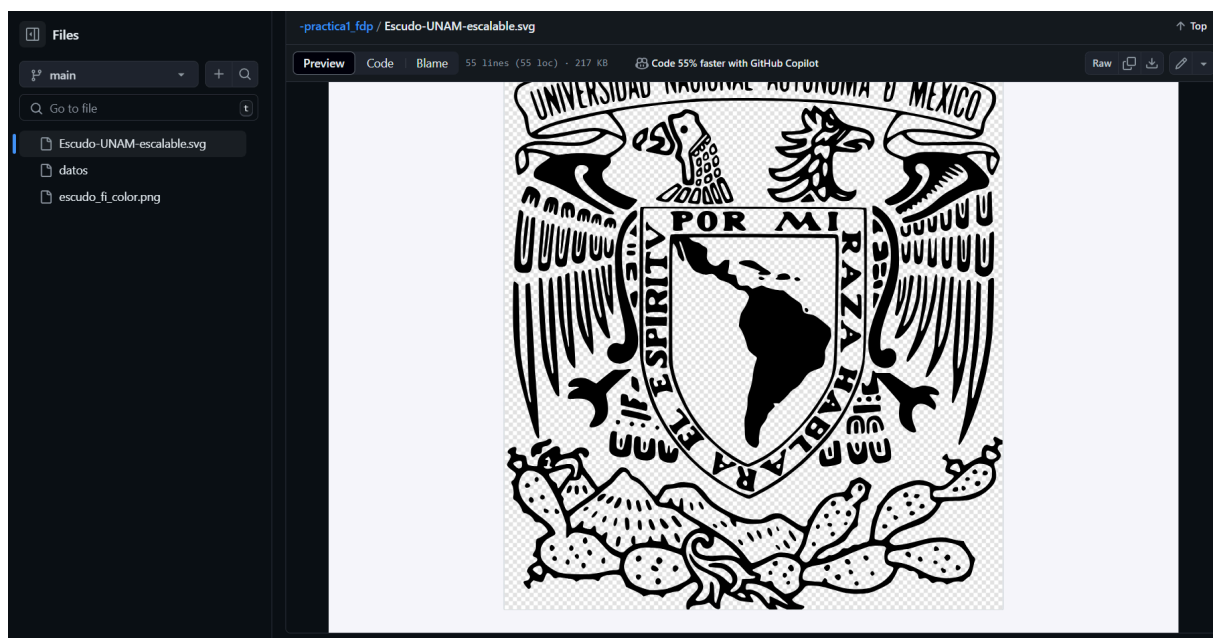 Files
main
Go to file
t
Escudo-UNAM-escalable.svg
datos
escudo_fi_color.png
-practica1_fdp / Escudo-UNAM-escalable.svg
Top
Preview Code Blame 55 lines (55 loc) · 217 KB Code 55% faster with GitHub Copilot Raw
UNIVERSIDAD NACIONAL AUTONOMA D MEXICO
POR MI RAZA HABLARA EL ESPIRITV